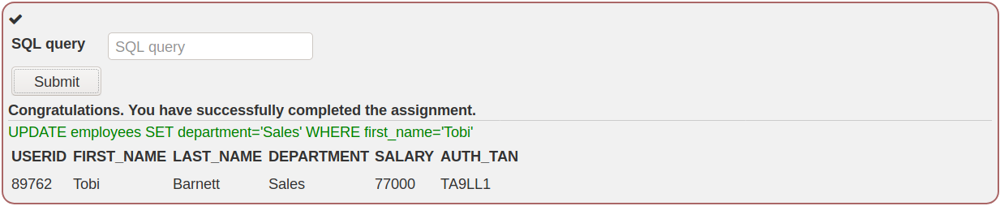 SQL query SQL query
Submit
Congratulations. You have successfully completed the assignment.
UPDATE employees SET department='Sales' WHERE first_name='Tobi'
USERID FIRST_NAME LAST_NAME DEPARTMENT SALARY AUTH_TAN
89762 Tobi Barnett Sales 77000 TA9LL1